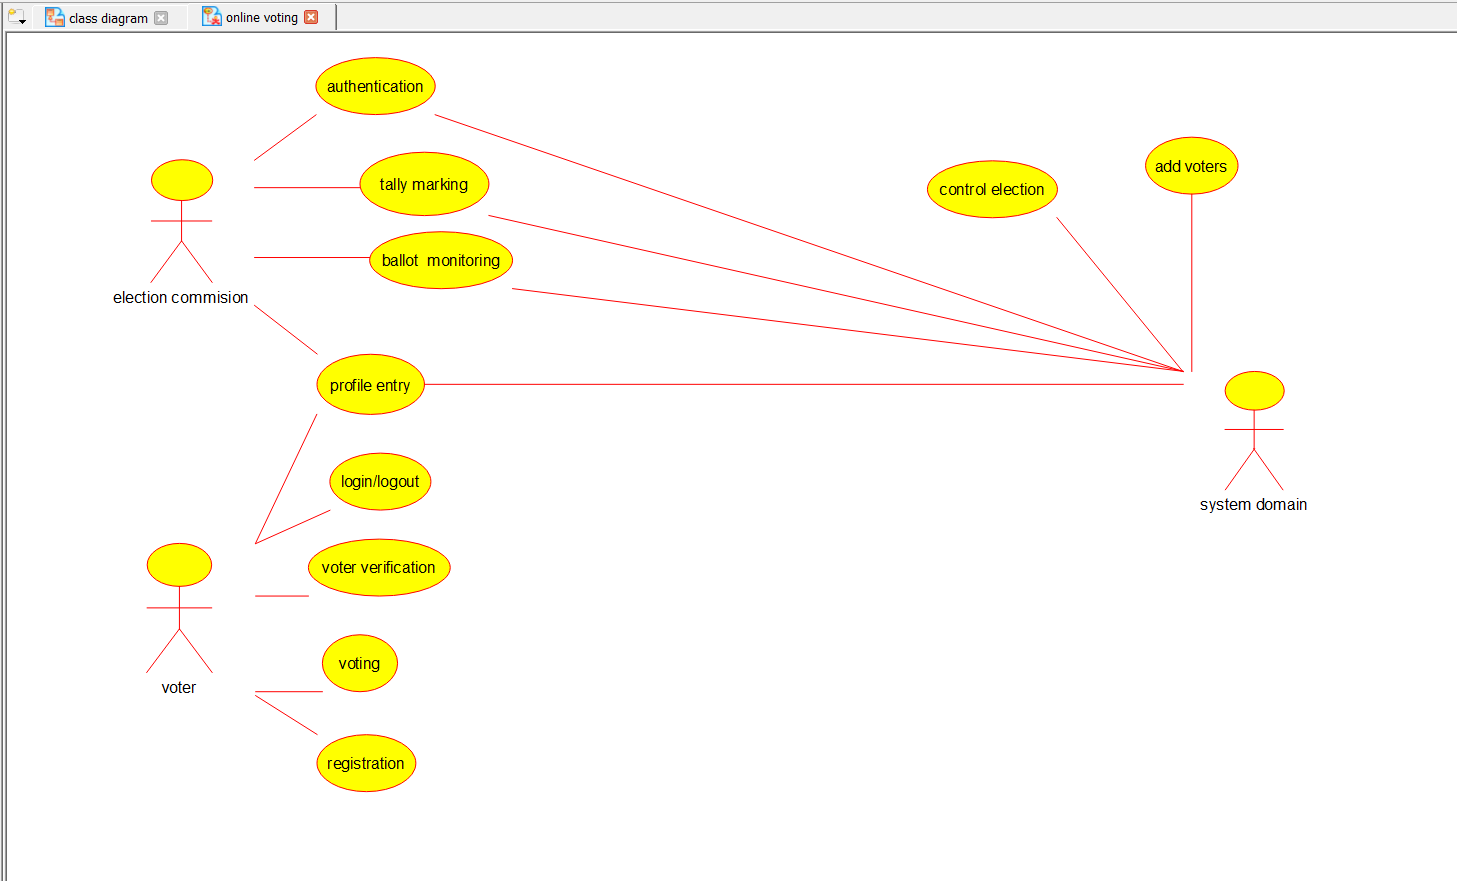 class diagram
online voting
authentication
tally marking
ballot  monitoring
control election
add voters
election commision
profile entry
login/logout
system domain
voter verification
voting
voter
registration